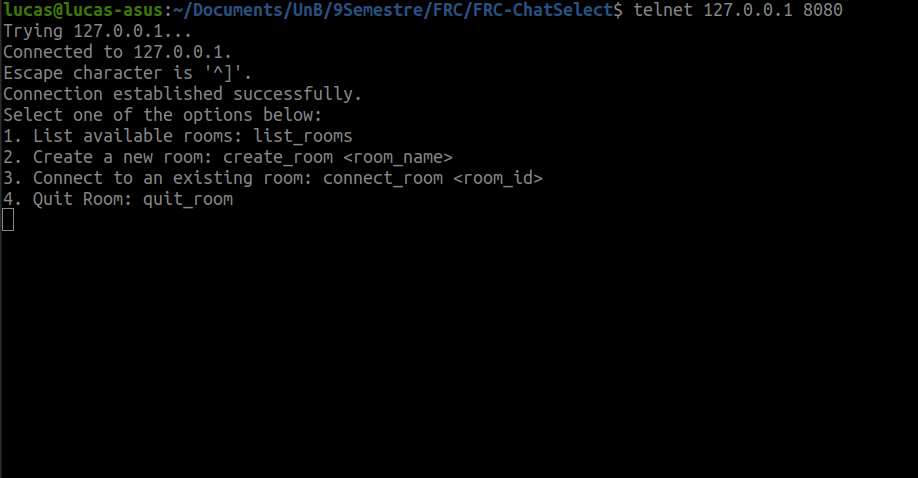 lucas@lucas-asus:~/Documents/UnB/9Semestre/FRC/FRC-ChatSelect$ telnet 127.0.0.1 8080
Trying 127.0.0.1...
Connected to 127.0.0.1.
Escape character is '^]'.
Connection established successfully.
Select one of the options below:
1. List available rooms: list_rooms
2. Create a new room: create_room <room_name>
3. Connect to an existing room: connect_room <room_id>
4. Quit Room: quit_room